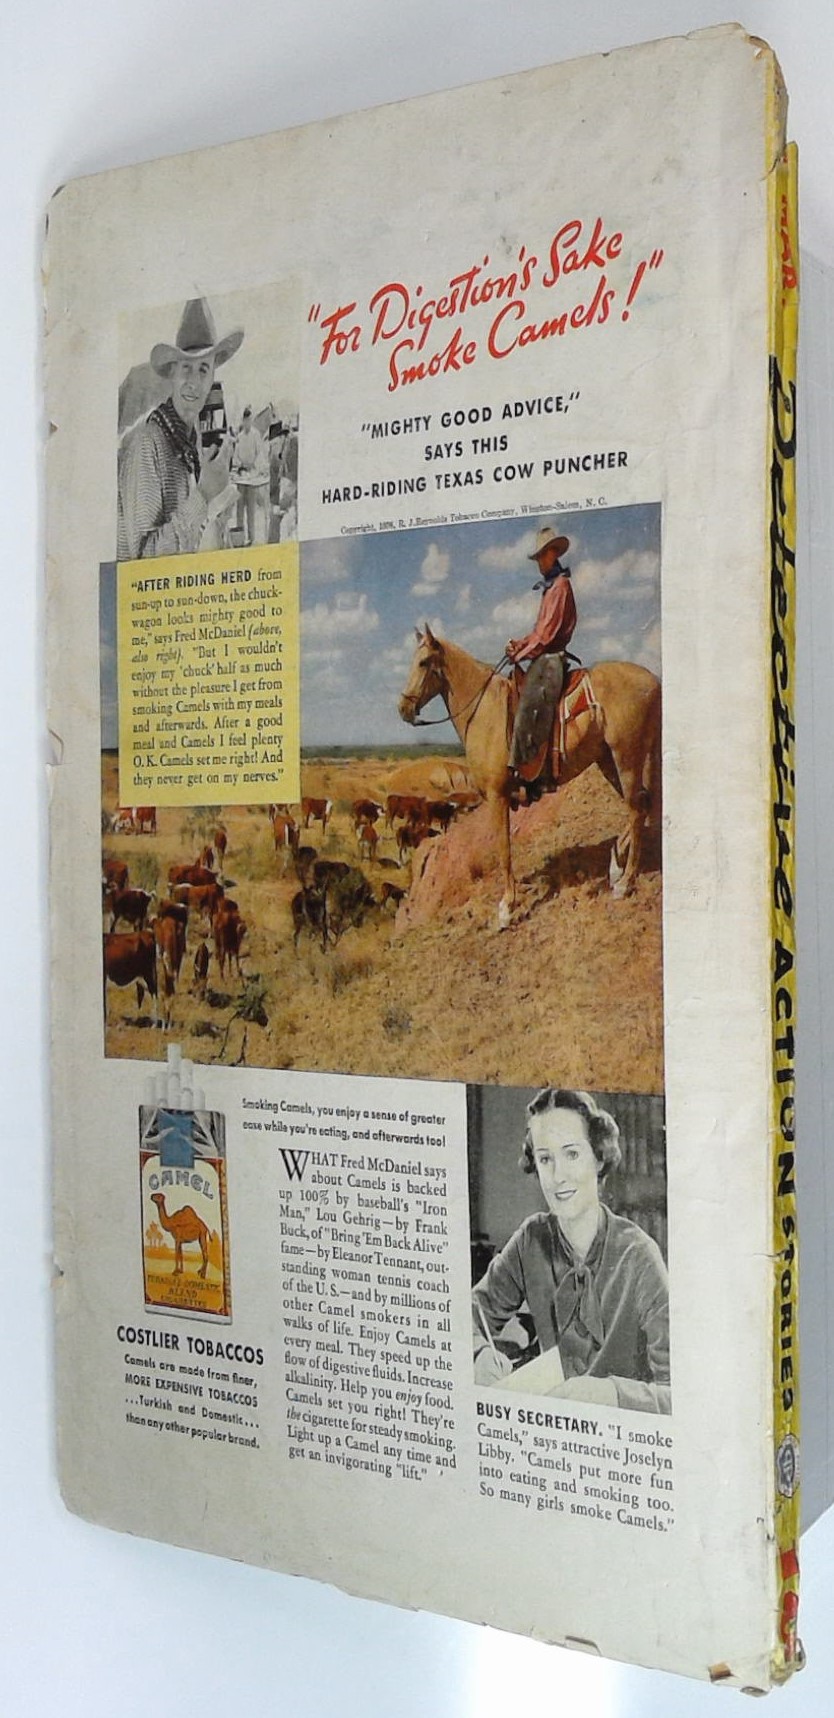 "For Digestion's Sake
Smoke Camels!"
"MIGHTY GOOD ADVICE,"
SAYS THIS
HARD-RIDING TEXAS COW PUNCHER
Copyright, R. J. Reynolds Tobacco Company, Winston-Salem, N. C.
"AFTER RIDING HERD from
sun-up to sun-down, the chuck-
wagon looks mighty good to
me," says Fred McDaniel (above,
also right). "But I wouldn't
enjoy my 'chuck' half as much
without the pleasure I get from
smoking Camels with my meals
and afterwards. After a good
meal and Camels I feel plenty
O.K. Camels set me right! And
they never get on my nerves."
Smoking Camels, you enjoy a sense of greater
ease while you're eating, and afterwards too!
WHAT Fred McDaniel says
about Camels is backed
up 100% by baseball's "Iron
Man," Lou Gehrig—by Frank
Buck, of "Bring 'Em Back Alive"
fame—by Eleanor Tennant, out-
standing woman tennis coach
of the U. S.—and by millions of
other Camel smokers in all
walks of life. Enjoy Camels at
every meal. They speed up the
flow of digestive fluids. Increase
alkalinity. Help you enjoy food.
Camels set you right! They're
the cigarette for steady smoking.
Light up a Camel any time and
get an invigorating "lift."
CAMEL
TURKISH & DOMESTIC
BLEND
CIGARETTES
COSTLIER TOBACCOS
Camels are made from finer,
MORE EXPENSIVE TOBACCOS
...Turkish and Domestic...
than any other popular brand.
BUSY SECRETARY. "I smoke
Camels," says attractive Joselyn
Libby. "Camels put more fun
into eating and smoking too.
So many girls smoke Camels."
MAR.
Detective ACTION STORIES